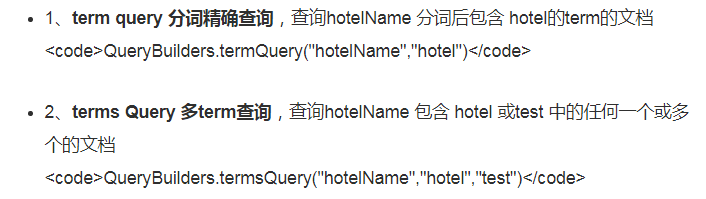 • 1、term query 分词精确查询，查询hotelName 分词后包含 hotel的term的文档
<code>QueryBuilders.termQuery("hotelName","hotel")</code>
• 2、terms Query 多term查询，查询hotelName 包含 hotel 或test 中的任何一个或多
个的文档
<code>QueryBuilders.termsQuery("hotelName","hotel","test")</code>